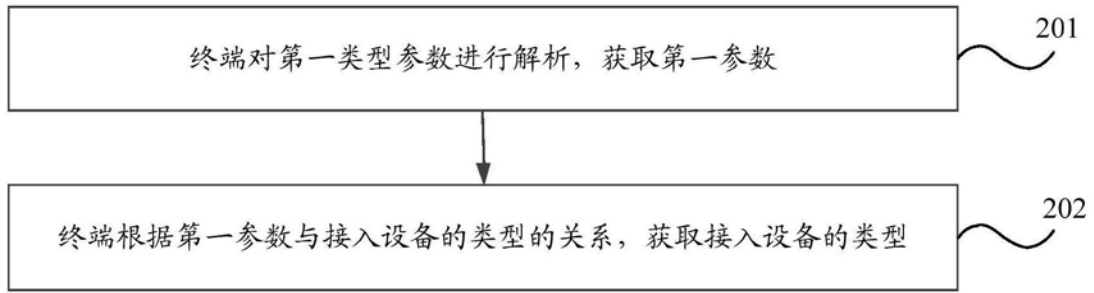 终端对第一类型参数进行解析，获取第一参数
201
终端根据第一参数与接入设备的类型的关系，获取接入设备的类型
202